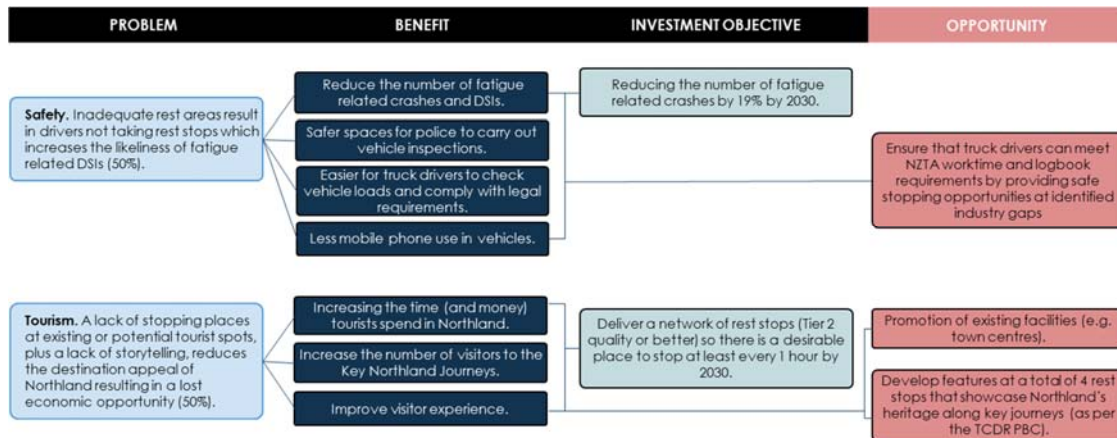 PROBLEM
BENEFIT
INVESTMENT OBJECTIVE
OPPORTUNITY
Safety. Inadequate rest areas result
in drivers not taking rest stops which
increases the likeliness of fatigue
related DSIs (50%).
Reduce the number of fatigue
related crashes and DSIs.
Safer spaces for police to carry out
vehicle inspections.
Easier for truck drivers to check
vehicle loads and comply with legal
requirements.
Less mobile phone use in vehicles.
Reducing the number of fatigue
related crashes by 19% by 2030.
Ensure that truck drivers can meet
NZTA worktime and logbook
requirements by providing safe
stopping opportunities at identified
industry gaps
Tourism. A lack of stopping places
at existing or potential tourist spots,
plus a lack of storytelling, reduces
the destination appeal of
Northland resulting in a lost
economic opportunity (50%).
Increasing the time (and money)
tourists spend in Northland.
Increase the number of visitors to the
Key Northland Journeys.
Improve visitor experience.
Deliver a network of rest stops (Tier 2
quality or better) so there is a desirable
place to stop at least every 1 hour by
2030.
Promotion of existing facilities (e.g.
town centres).
Develop features at a total of 4 rest
stops that showcase Northland's
heritage along key journeys (as per
the TCDR PBC).